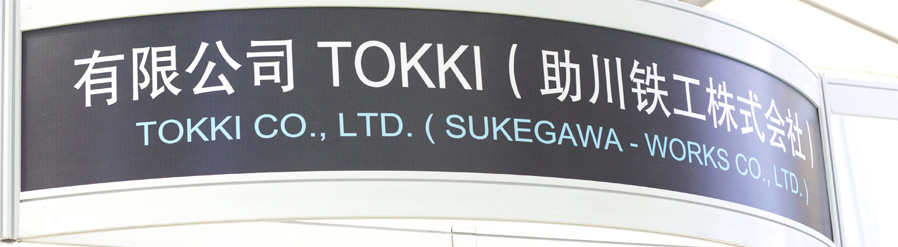 有限公司 TOKKI ( 助川铁工株式会社 )
TOKKI CO., LTD. ( SUKEGAWA - WORKS CO., LTD. )